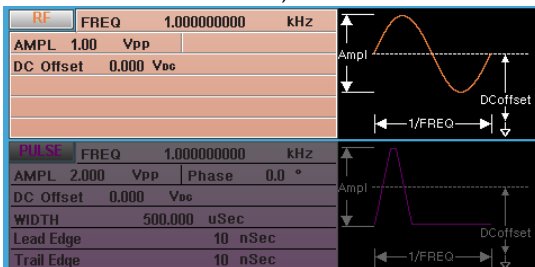 RF FREQ 1.000000000 kHz
AMPL 1.00 Vpp
DC Offset 0.000 VDC
Ampl
DCoffset
1/FREQ
PULSE FREQ 1.000000000 kHz
AMPL 2.000 Vpp Phase 0.0 °
DC Offset 0.000 VDC
WIDTH 500.000 uSec
Lead Edge 10 nSec
Trail Edge 10 nSec
Ampl
DCoffset
1/FREQ